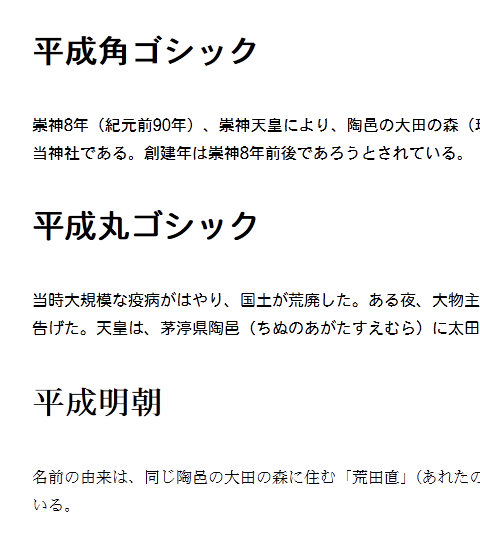 平成角ゴシック
崇神8年（紀元前90年）、崇神天皇により、陶邑の大田の森（
当神社である。創建年は崇神8年前後であろうとされている。
平成丸ゴシック
当時大規模な疫病がはやり、国土が荒廃した。ある夜、大物主
告げた。天皇は、茅渟県陶邑（ちぬのあがたすえむら）に太田
平成明朝
名前の由来は、同じ陶邑の大田の森に住む「荒田直」（あれたの
いる。